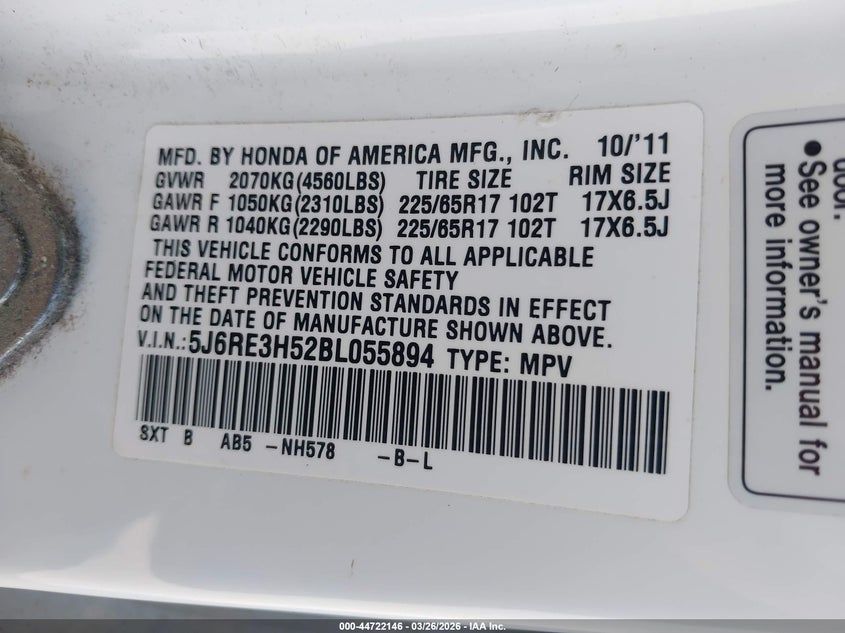 MFD. BY HONDA OF AMERICA MFG., INC. 10/'11
GVWR 2070KG(4560LBS) TIRE SIZE RIM SIZE
GAWR F 1050KG(2310LBS) 225/65R17 102T 17X6.5J
GAWR R 1040KG(2290LBS) 225/65R17 102T 17X6.5J
THIS VEHICLE CONFORMS TO ALL APPLICABLE
FEDERAL MOTOR VEHICLE SAFETY
AND THEFT PREVENTION STANDARDS IN EFFECT
ON THE DATE OF MANUFACTURE SHOWN ABOVE.
V.I.N.:5J6RE3H52BL055894 TYPE: MPV
SXT B AB5 -NH578 -B-L
door.
● See owner's manual for
more information.
000-44722146 - 03/26/2026 - IAA Inc.